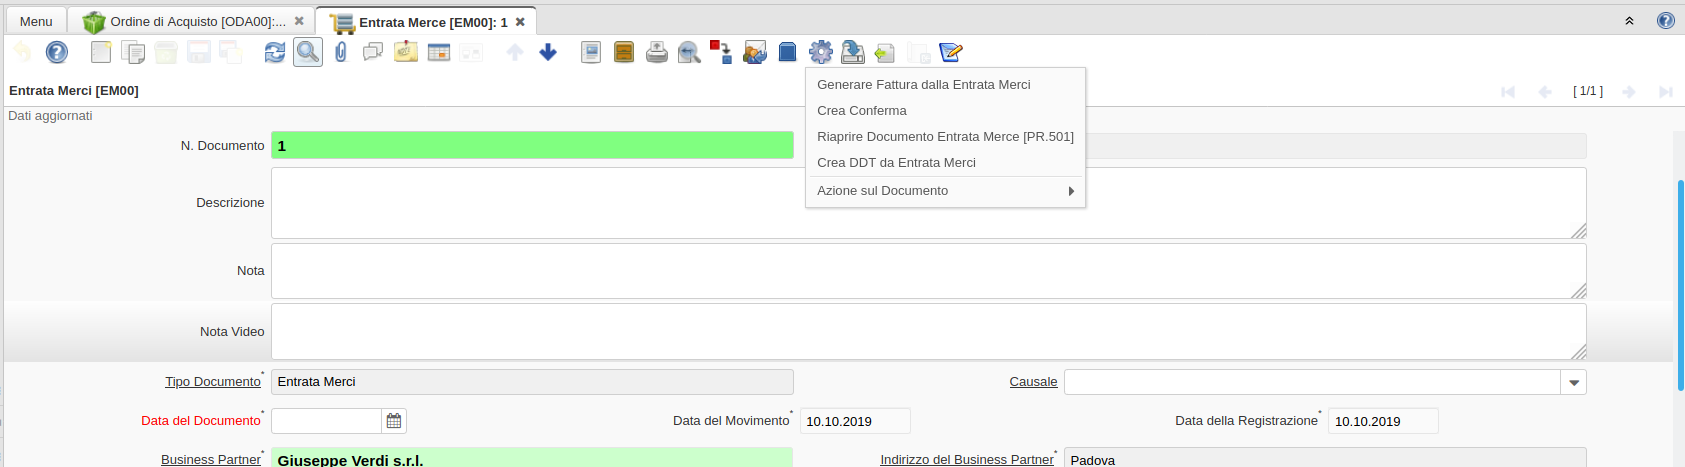 Menu
Ordine di Acquisto [ODA00]:...
Entrata Merce [EM00]: 1
Entrata Merci [EM00]
[ 1/1 ]
Generare Fattura dalla Entrata Merci
Crea Conferma
Riaprire Documento Entrata Merce [PR.501]
Crea DDT da Entrata Merci
Azione sul Documento
Dati aggiornati
N. Documento 1
Descrizione
Nota
Nota Video
Tipo Documento* Entrata Merci Causale
Data del Documento* Data del Movimento* 10.10.2019 Data della Registrazione* 10.10.2019
Business Partner* Giuseppe Verdi s.r.l. Indirizzo del Business Partner* Padova